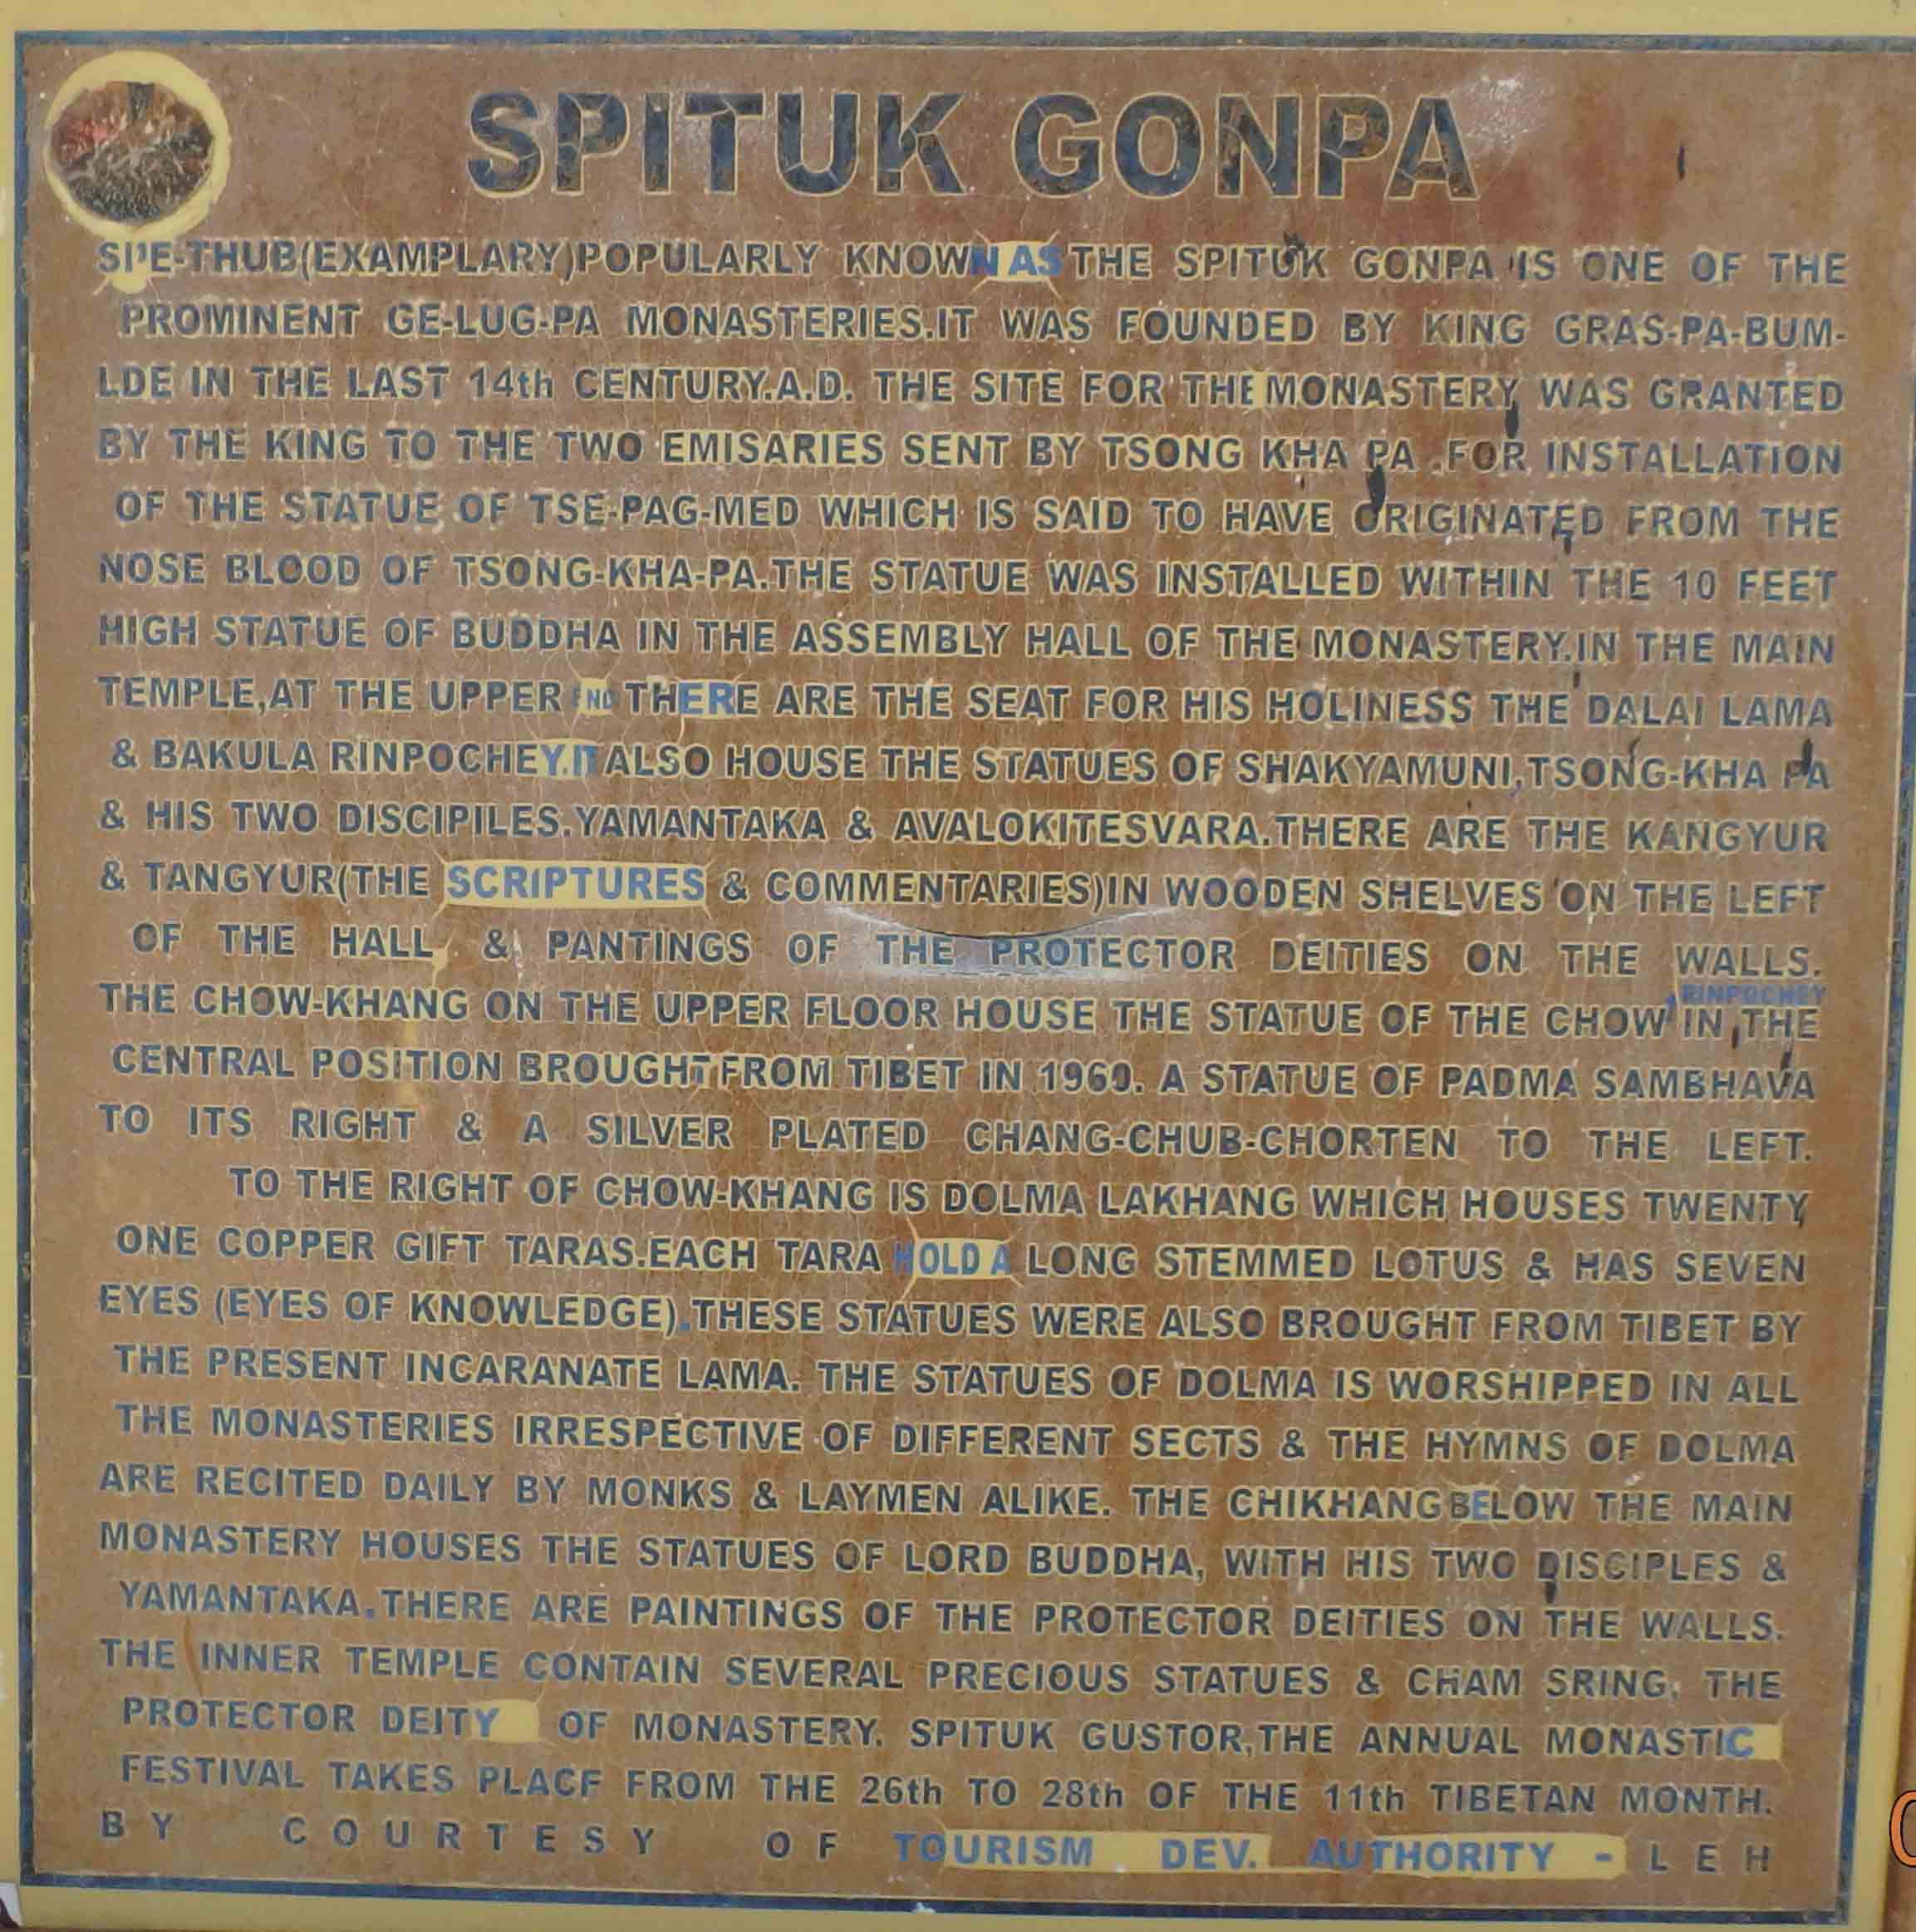 SPITUK GONPA
SPE-THUB(EXAMPLARY)POPULARLY KNOWN AS THE SPITUK GONPA IS ONE OF THE
PROMINENT GE-LUG-PA MONASTERIES.IT WAS FOUNDED BY KING GRAS-PA-BUM-
LDE IN THE LAST 14th CENTURY.A.D. THE SITE FOR THE MONASTERY WAS GRANTED
BY THE KING TO THE TWO EMISARIES SENT BY TSONG KHA PA .FOR INSTALLATION
OF THE STATUE OF TSE-PAG-MED WHICH IS SAID TO HAVE ORIGINATED FROM THE
NOSE BLOOD OF TSONG-KHA-PA.THE STATUE WAS INSTALLED WITHIN THE 10 FEET
HIGH STATUE OF BUDDHA IN THE ASSEMBLY HALL OF THE MONASTERY.IN THE MAIN
TEMPLE,AT THE UPPER END THERE ARE THE SEAT FOR HIS HOLINESS THE DALAI LAMA
& BAKULA RINPOCHEY.IT ALSO HOUSE THE STATUES OF SHAKYAMUNI,TSONG-KHA PA
& HIS TWO DISCIPILES.YAMANTAKA & AVALOKITESVARA.THERE ARE THE KANGYUR
& TANGYUR(THE SCRIPTURES & COMMENTARIES)IN WOODEN SHELVES ON THE LEFT
OF THE HALL & PANTINGS OF THE PROTECTOR DEITIES ON THE WALLS.
THE CHOW-KHANG ON THE UPPER FLOOR HOUSE THE STATUE OF THE CHOW RINPOCHEY IN THE
CENTRAL POSITION BROUGHT FROM TIBET IN 1960. A STATUE OF PADMA SAMBHAVA
TO ITS RIGHT & A SILVER PLATED CHANG-CHUB-CHORTEN TO THE LEFT.
TO THE RIGHT OF CHOW-KHANG IS DOLMA LAKHANG WHICH HOUSES TWENTY
ONE COPPER GIFT TARAS.EACH TARA HOLD A LONG STEMMED LOTUS & HAS SEVEN
EYES (EYES OF KNOWLEDGE).THESE STATUES WERE ALSO BROUGHT FROM TIBET BY
THE PRESENT INCARANATE LAMA. THE STATUES OF DOLMA IS WORSHIPPED IN ALL
THE MONASTERIES IRRESPECTIVE OF DIFFERENT SECTS & THE HYMNS OF DOLMA
ARE RECITED DAILY BY MONKS & LAYMEN ALIKE. THE CHIKHANG BELOW THE MAIN
MONASTERY HOUSES THE STATUES OF LORD BUDDHA, WITH HIS TWO DISCIPLES &
YAMANTAKA.THERE ARE PAINTINGS OF THE PROTECTOR DEITIES ON THE WALLS.
THE INNER TEMPLE CONTAIN SEVERAL PRECIOUS STATUES & CHAM SRING, THE
PROTECTOR DEITY OF MONASTERY. SPITUK GUSTOR,THE ANNUAL MONASTIC
FESTIVAL TAKES PLACE FROM THE 26th TO 28th OF THE 11th TIBETAN MONTH.
BY COURTESY OF TOURISM DEV. AUTHORITY - LEH